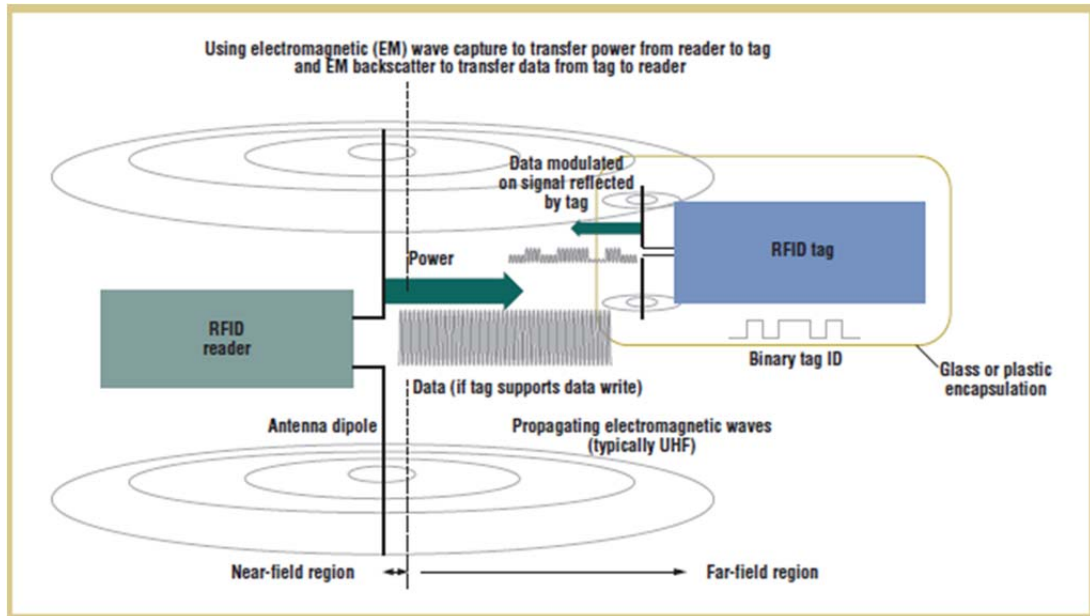 Using electromagnetic (EM) wave capture to transfer power from reader to tag
and EM backscatter to transfer data from tag to reader
Data modulated
on signal reflected
by tag
Power
RFID tag
RFID
reader
Binary tag ID
Glass or plastic
encapsulation
Data (if tag supports data write)
Antenna dipole
Propagating electromagnetic waves
(typically UHF)
Near-field region
Far-field region